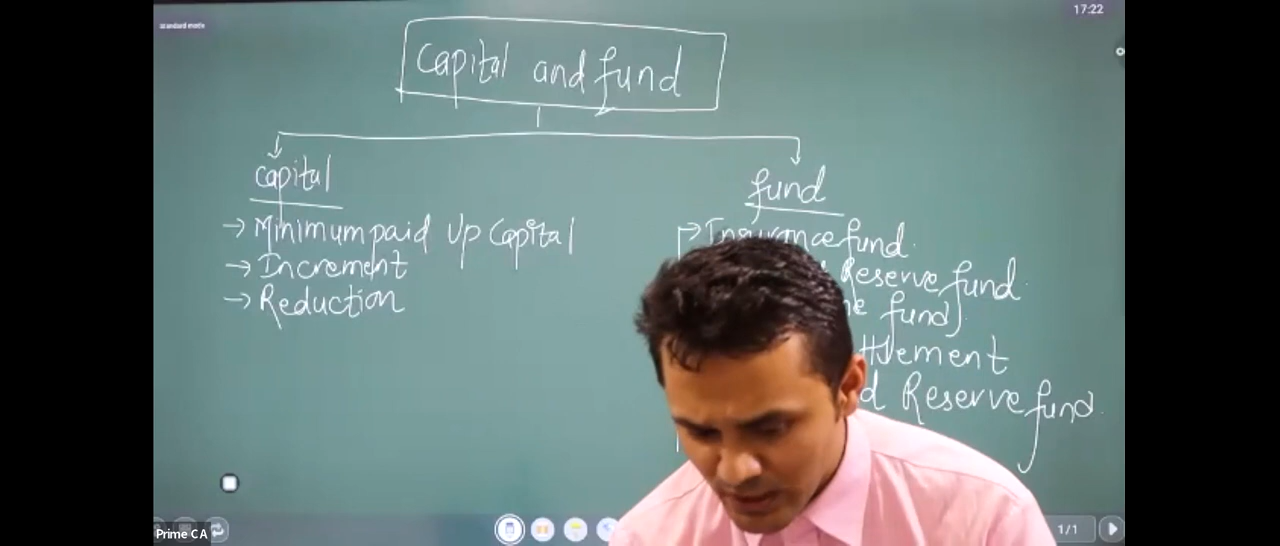 standard mode
17:22
Capital and fund
capital
→ Minimum paid Up Capital
→ Increment
→ Reduction
fund
→ Insurance fund.
Reserve fund
fund)
Reserve fund.
Prime CA
1/1